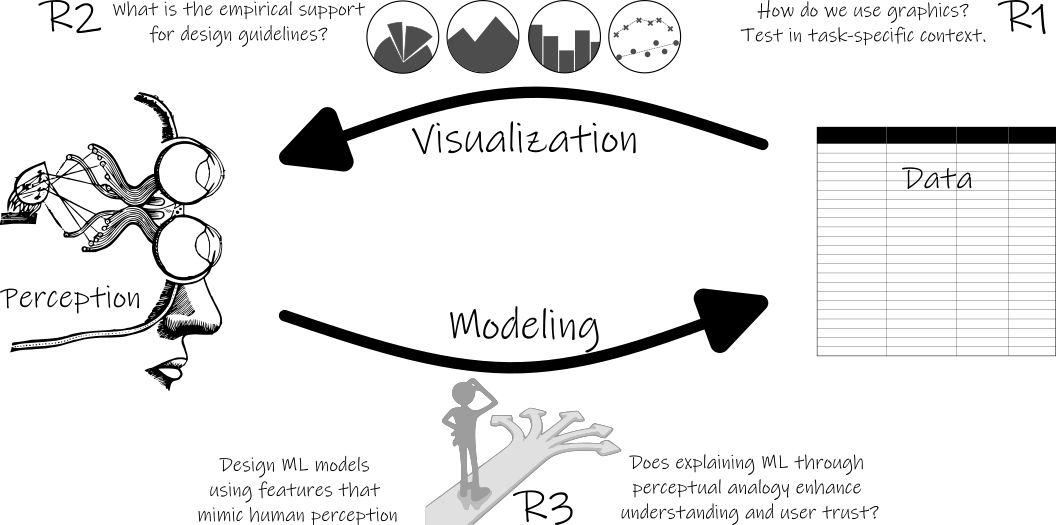 R2
What is the empirical support
for design guidelines?
How do we use graphics?
Test in task-specific context.
R1
Visualization
Data
Perception
Modeling
Design ML models
using features that
mimic human perception
R3
Does explaining ML through
perceptual analogy enhance
understanding and user trust?